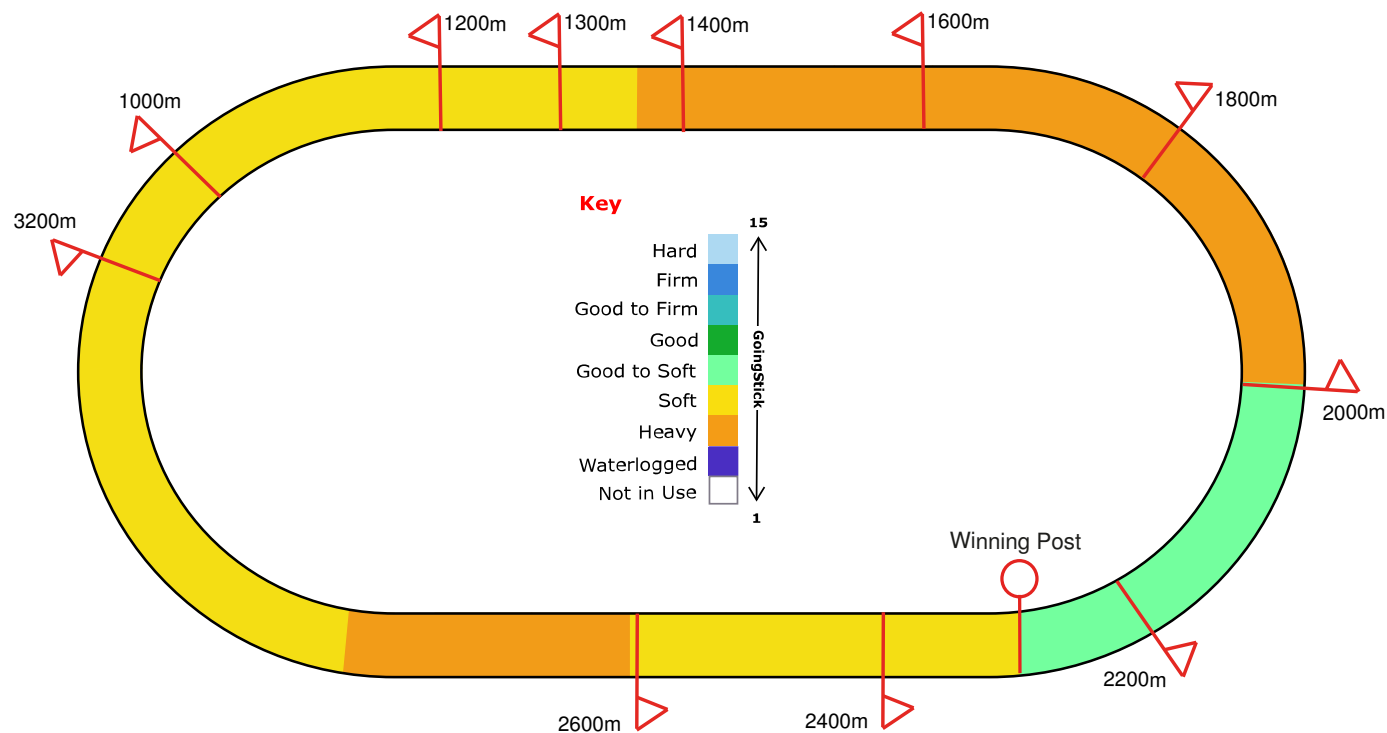 1200m
1300m
1400m
1600m
1000m
1800m
3200m
Key
15
Hard
Firm
Good to Firm
Good
Good to Soft
Soft
Heavy
Waterlogged
Not in Use
GoingStick
1
2000m
Winning Post
2200m
2600m
2400m